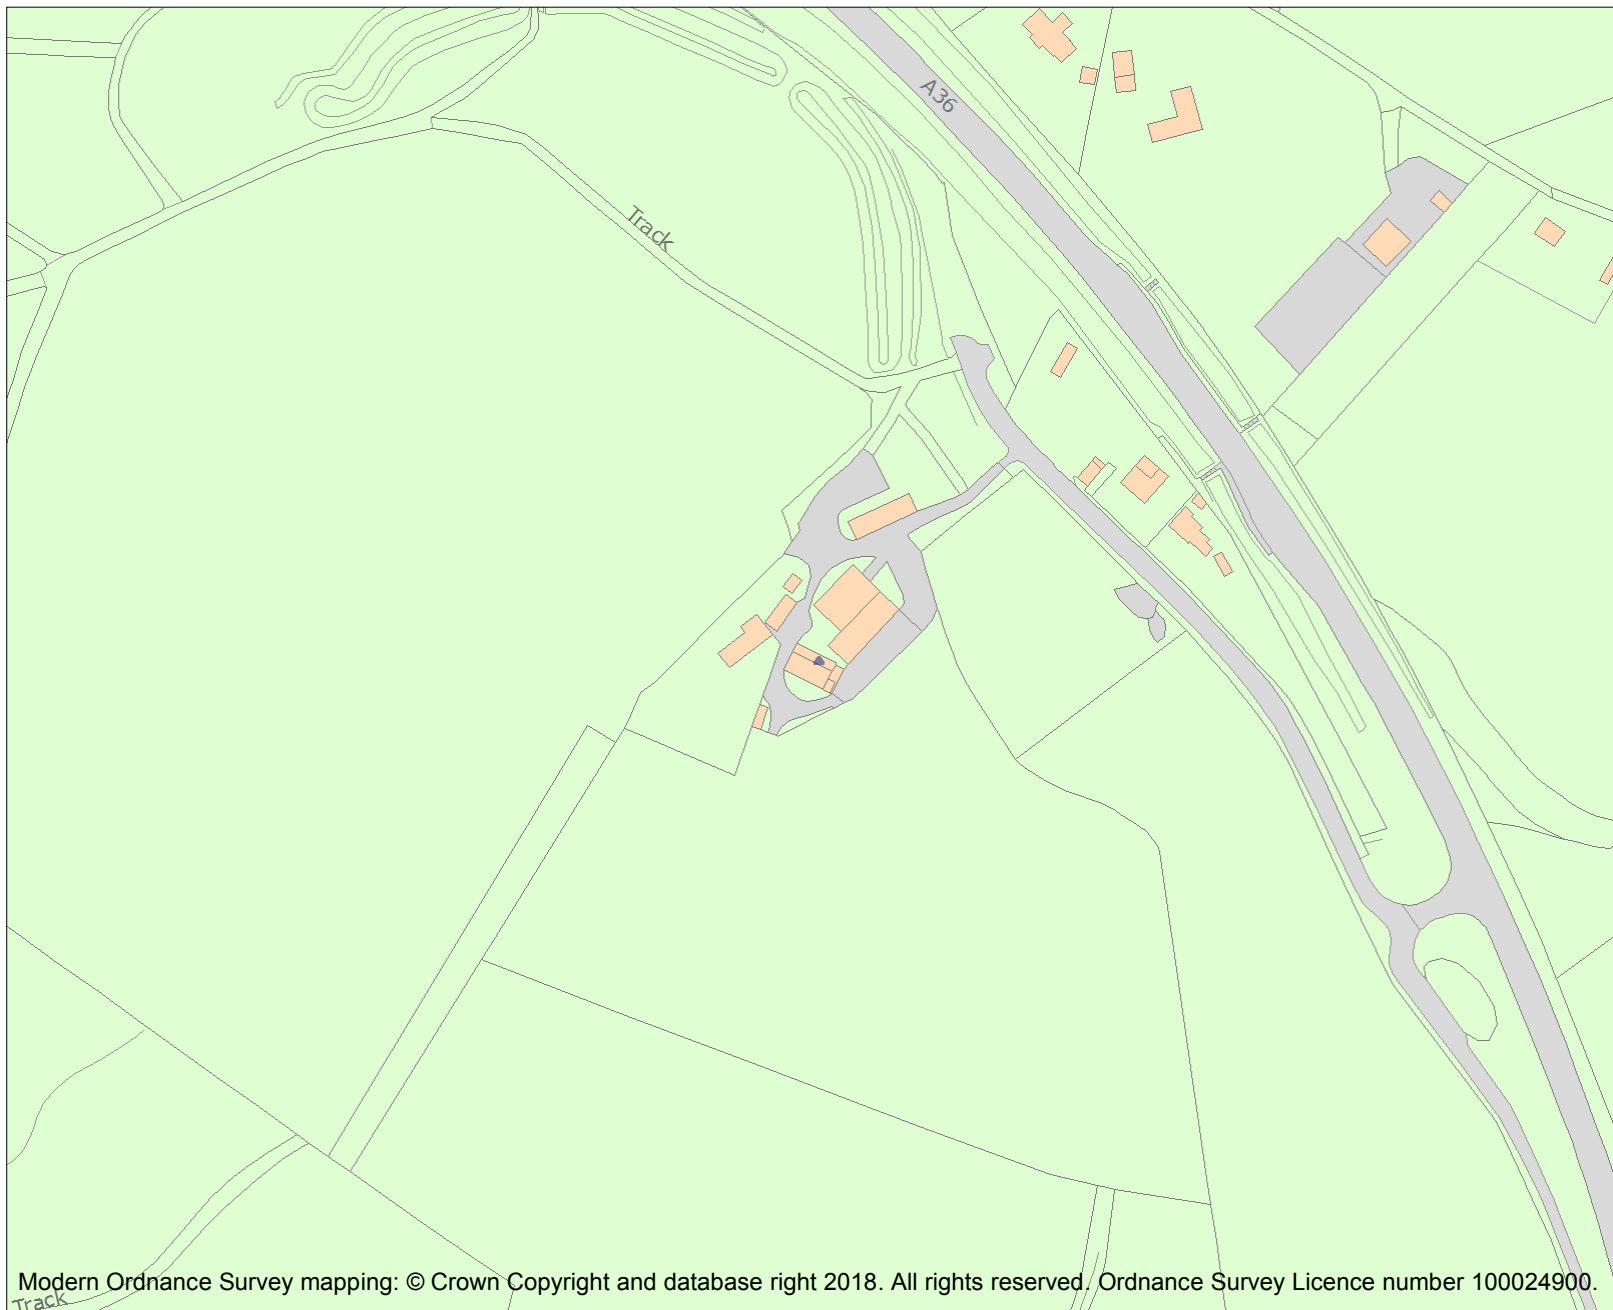 A36
Track
Modern Ordnance Survey mapping: © Crown Copyright and database right 2018. All rights reserved. Ordnance Survey Licence number 100024900.
Track